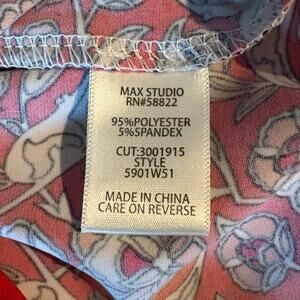 MAX STUDIO
RN#58822
95%POLYESTER
5%SPANDEX
CUT:3001915
STYLE
5901W51
MADE IN CHINA
CARE ON REVERSE